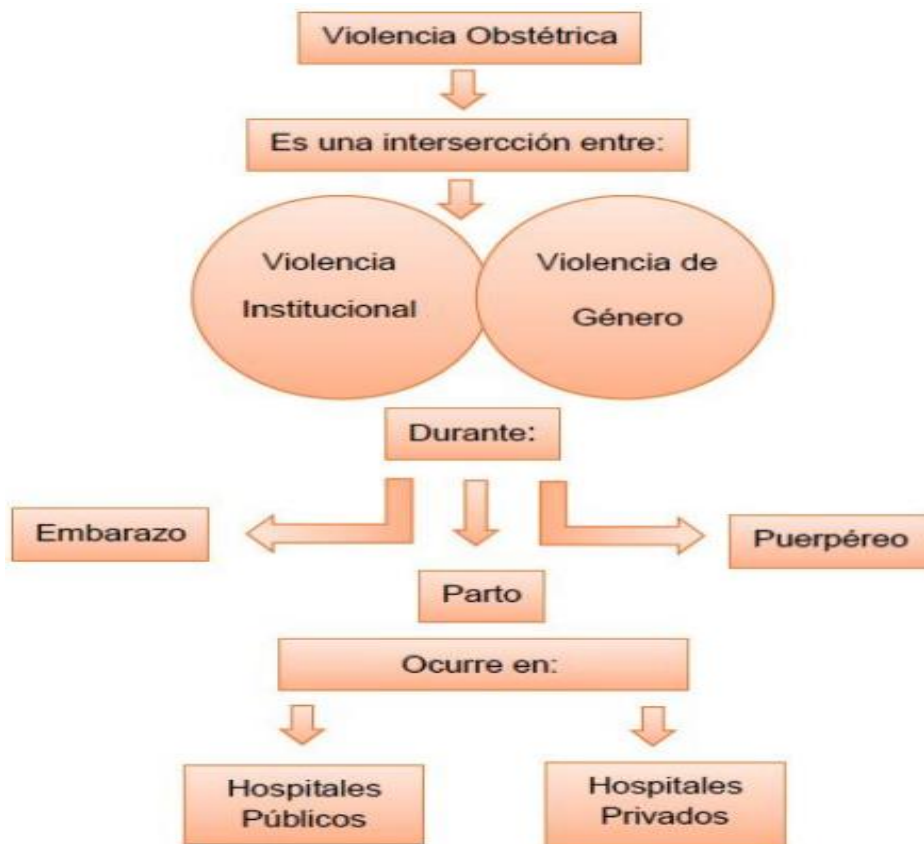 Violencia Obstétrica
Es una intersercción entre:
Violencia
Institucional
Violencia de
Género
Durante:
Embarazo
Puerpéreo
Parto
Ocurre en:
Hospitales
Públicos
Hospitales
Privados